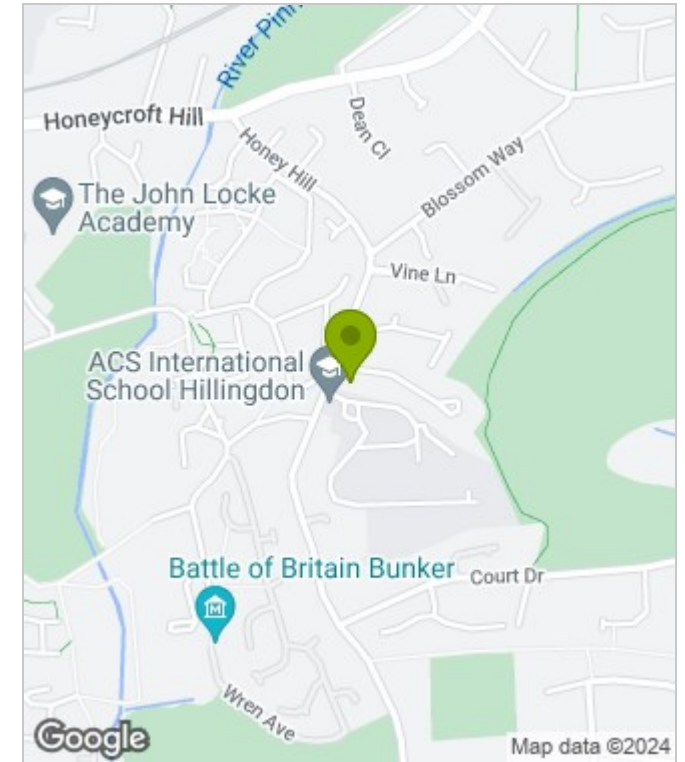 River Pinn
Honeycroft Hill
Dean Cl
Honey Hill
Blossom Way
The John Locke
Academy
Vine Ln
ACS International
School Hillingdon
Battle of Britain Bunker
Court Dr
M
Wren Ave
Google
Map data ©2024